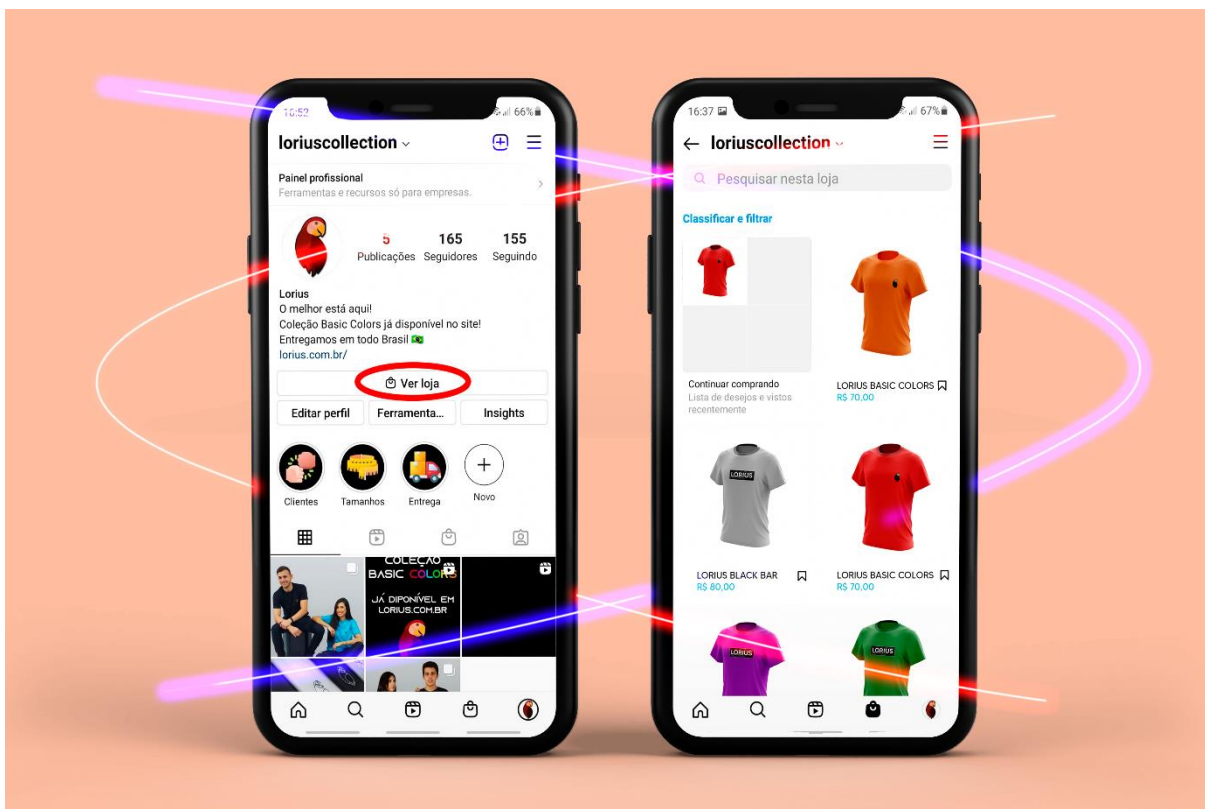 16:52
66%
loriuscollection
Painel profissional
Ferramentas e recursos só para empresas.
5
165
155
Publicações
Seguidores
Seguindo
Lorius
O melhor está aqui!
Coleção Basic Colors já disponível no site!
Entregamos em todo Brasil
lorius.com.br/
Ver loja
Editar perfil
Ferramenta...
Insights
Clientes
Tamanhos
Entrega
Novo
COLEÇÃO
BASIC COLORS
JÁ DIPONÍVEL EM
LORIUS.COM.BR
16:37
67%
loriuscollection
Pesquisar nesta loja
Classificar e filtrar
Continuar comprando
Lista de desejos e vistos
recentemente
LORIUS BASIC COLORS
R$ 70,00
LORIUS
LORIUS BLACK BAR
R$ 80,00
LORIUS BASIC COLORS
R$ 70,00
LORIUS
LORIUS